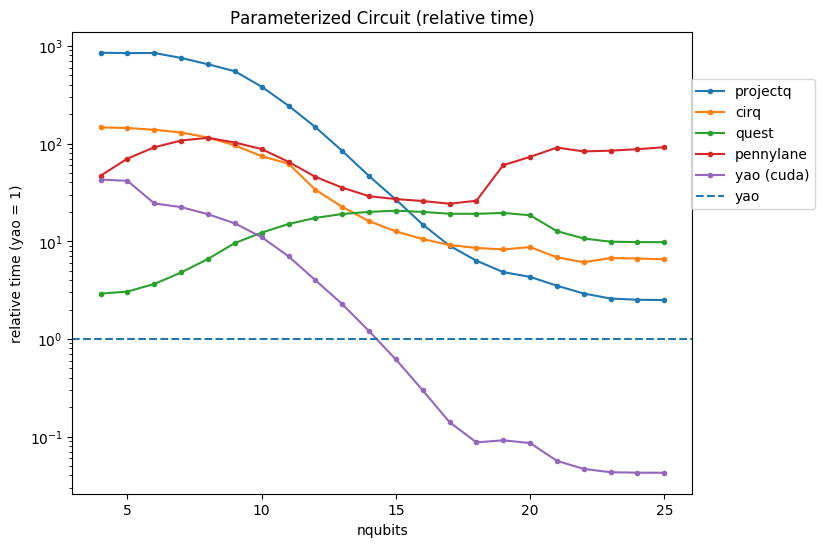 Parameterized Circuit (relative time)
relative time (yao = 1)
10³
10²
10¹
10⁰
10⁻¹
5
10
15
20
25
nqubits
projectq
cirq
quest
pennylane
yao (cuda)
yao